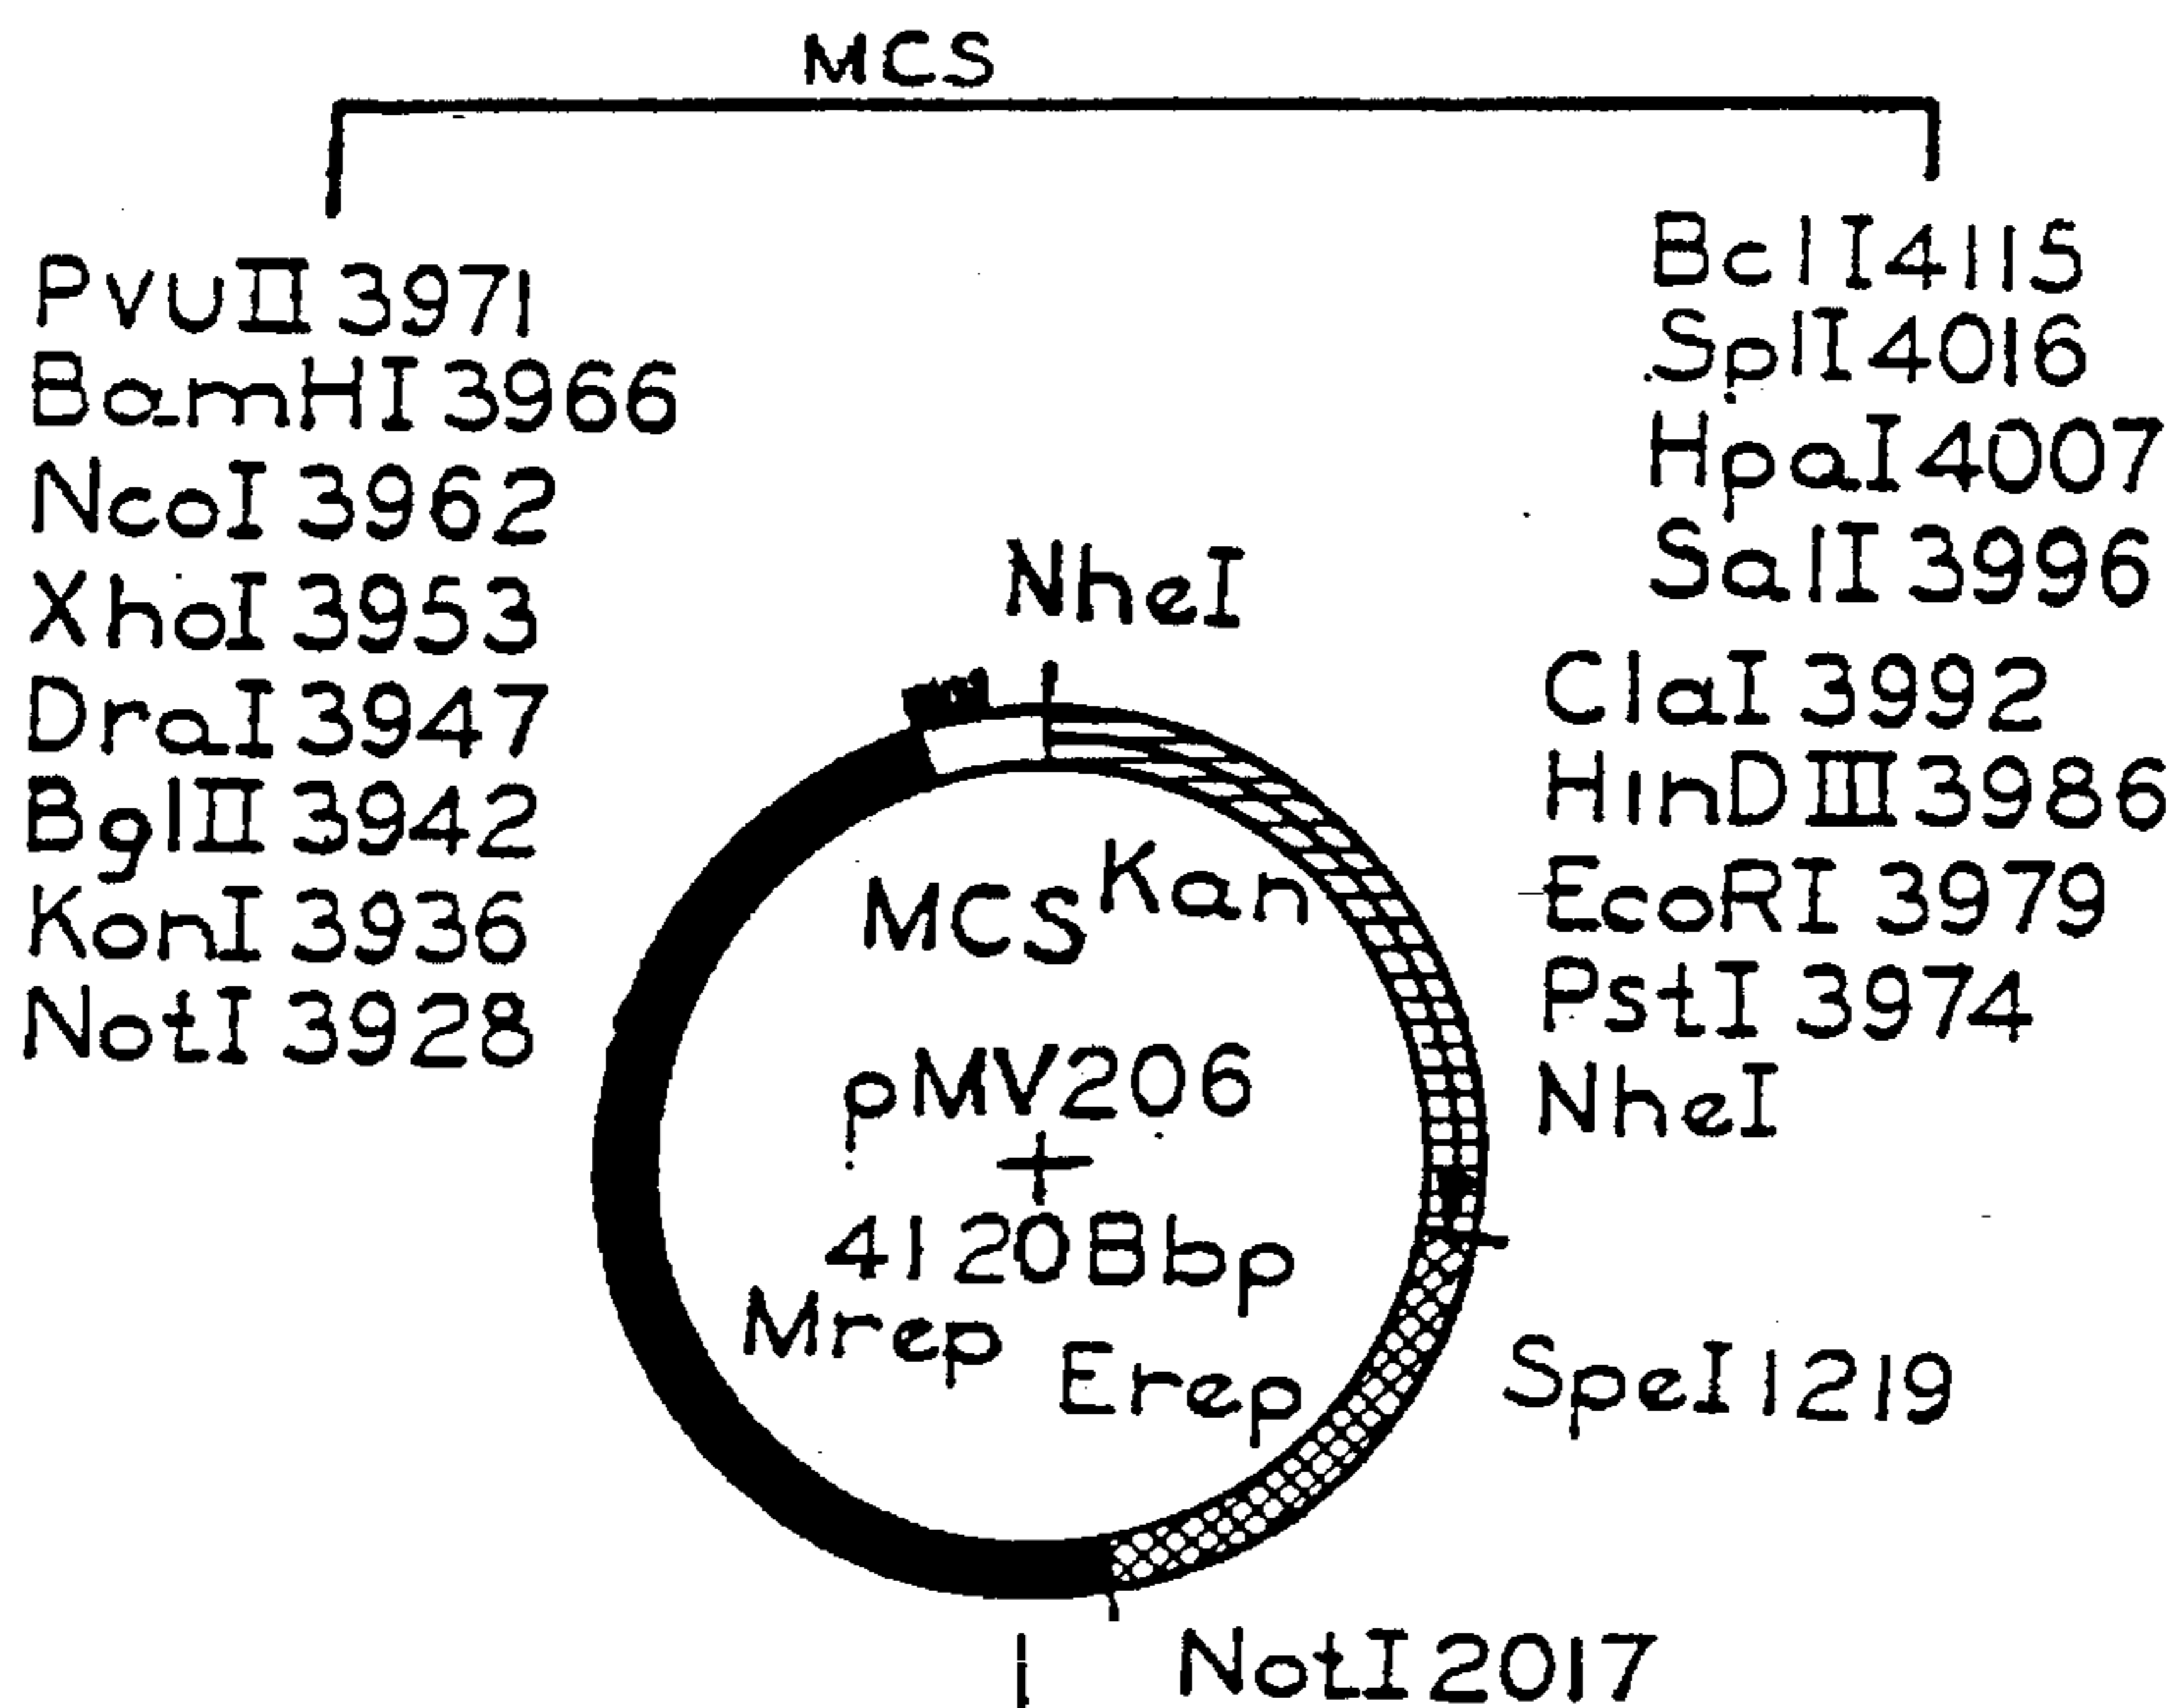 MCS
PvuII 3971
BamHI 3966
NcoI 3962
XhoI 3953
DraI 3947
BglII 3942
KonI 3936
NotI 3928
BclI 4115
SplI 4016
HpaI 4007
SalI 3996
ClaI 3992
HinDIII 3986
EcoRI 3979
PstI 3974
NheI
NheI
MCS Kan
pMV206
41208bp
Mrep Erep
SpeI 1219
NotI 2017